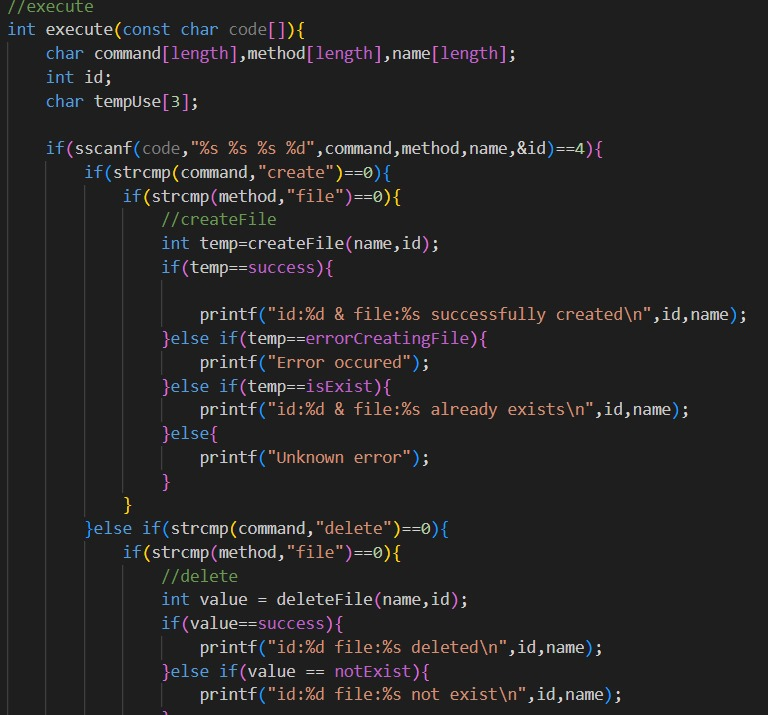 //execute
int execute(const char code[]){
    char command[length],method[length],name[length];
    int id;
    char tempUse[3];

    if(sscanf(code,"%s %s %s %d",command,method,name,&id)==4){
        if(strcmp(command,"create")==0){
            if(strcmp(method,"file")==0){
                //createFile
                int temp=createFile(name,id);
                if(temp==success){

                    printf("id:%d & file:%s successfully created\n",id,name);
                }else if(temp==errorCreatingFile){
                    printf("Error occured");
                }else if(temp==isExist){
                    printf("id:%d & file:%s already exists\n",id,name);
                }else{
                    printf("Unknown error");
                }
            }
        }else if(strcmp(command,"delete")==0){
            if(strcmp(method,"file")==0){
                //delete
                int value = deleteFile(name,id);
                if(value==success){
                    printf("id:%d file:%s deleted\n",id,name);
                }else if(value == notExist){
                    printf("id:%d file:%s not exist\n",id,name);